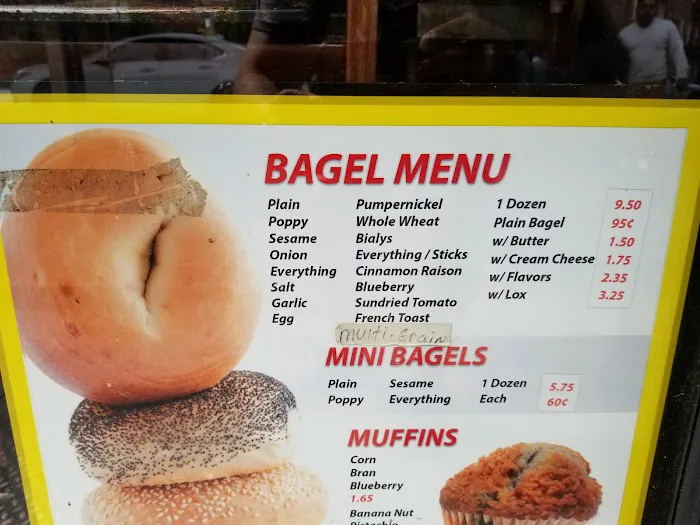 BAGEL MENU
Plain
Poppy
Sesame
Onion
Everything
Salt
Garlic
Egg
Pumpernickel
Whole Wheat
Bialys
Everything / Sticks
Cinnamon Raison
Blueberry
Sundried Tomato
French Toast
multi-Grain
1 Dozen 9.50
Plain Bagel 95¢
w/ Butter 1.50
w/ Cream Cheese 1.75
w/ Flavors 2.35
w/ Lox 3.25
MINI BAGELS
Plain Sesame 1 Dozen 5.75
Poppy Everything Each 60¢
MUFFINS
Corn
Bran
Blueberry
1.65
Banana Nut
Pistachio